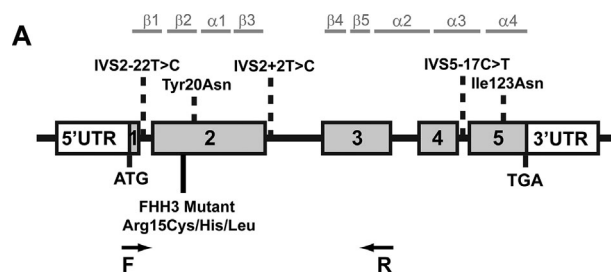 A
β1 β2 α1 β3 β4 β5 α2 α3 α4
IVS2-22T>C IVS2+2T>C IVS5-17C>T
Tyr20Asn Ile123Asn
5'UTR 1 2 3 4 5 3'UTR
ATG TGA
FHH3 Mutant
Arg15Cys/His/Leu
F R